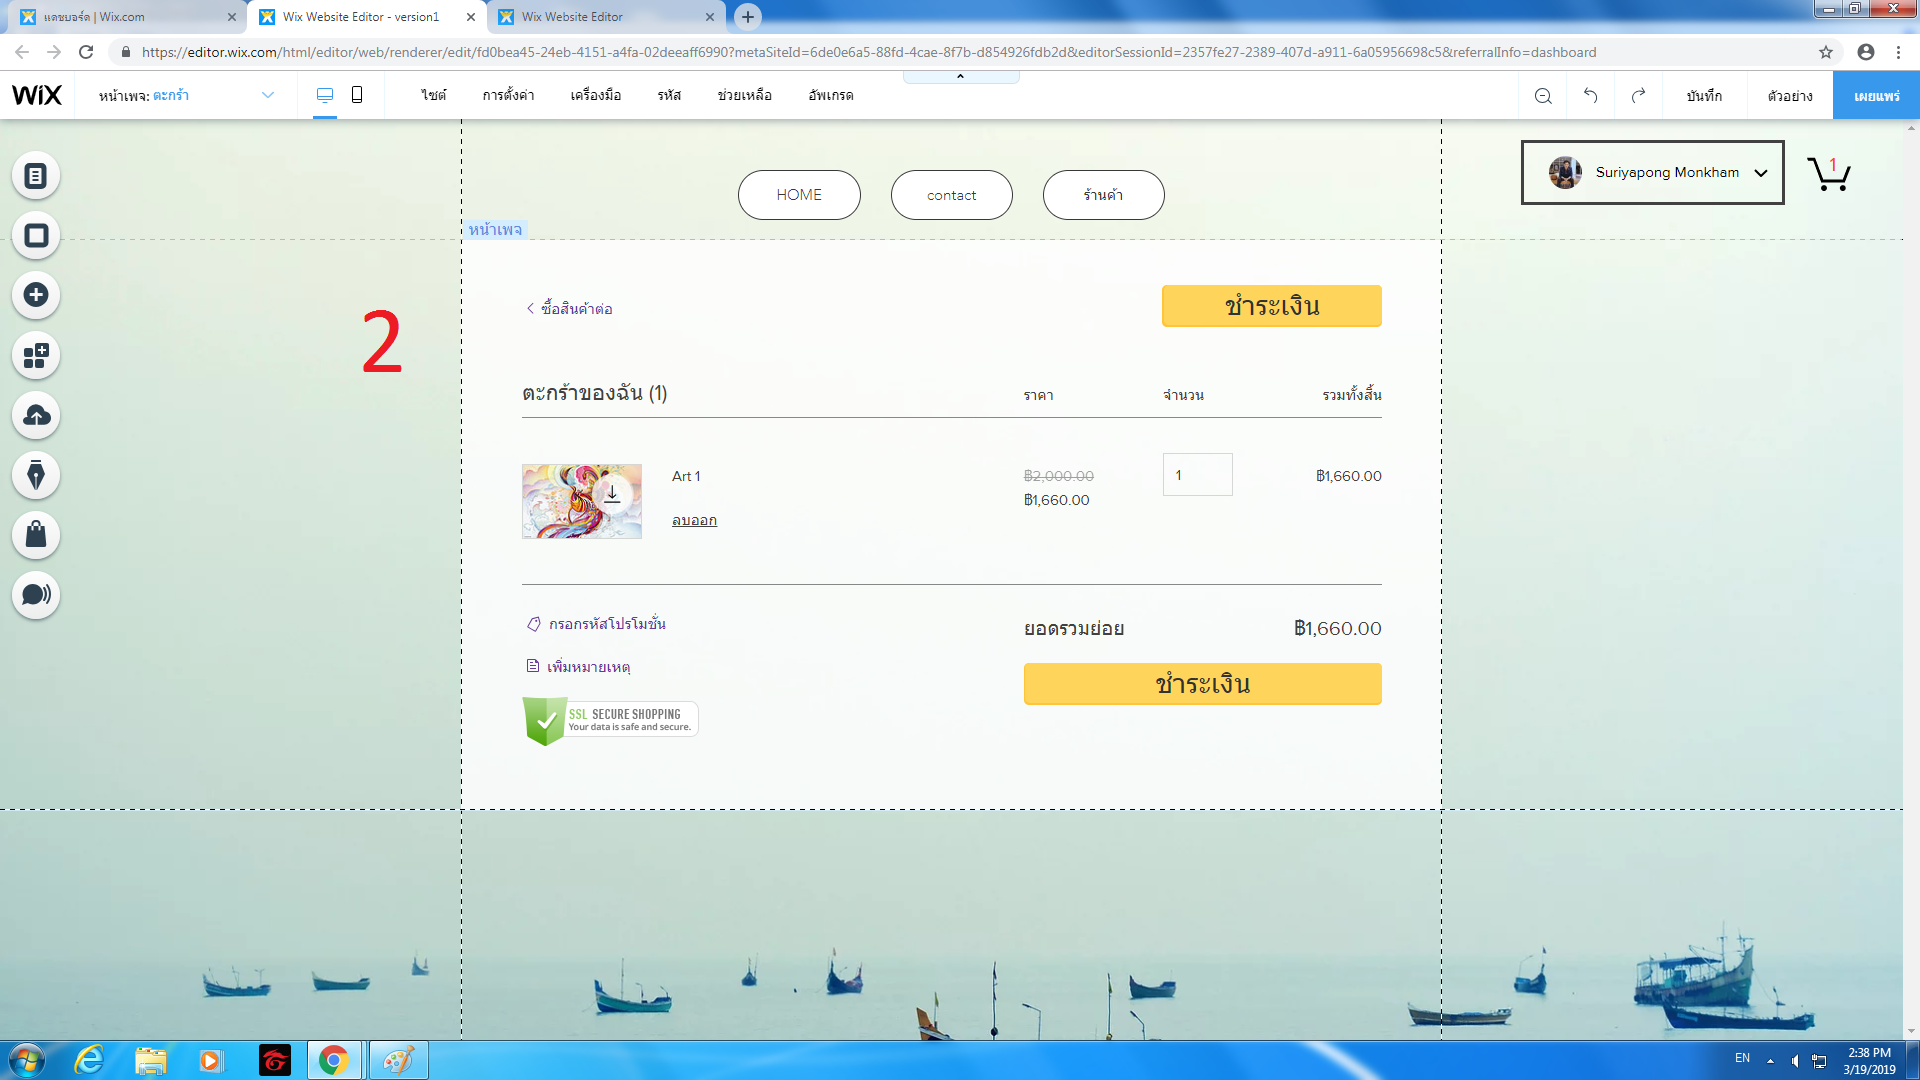 แดชบอร์ด | Wix.com
Wix Website Editor - version1
Wix Website Editor
https://editor.wix.com/html/editor/web/renderer/edit/fd0bea45-24eb-4151-a4fa-02deeaff6990?metaSiteId=6de0e6a5-88fd-4cae-8f7b-d854926fdb2d&editorSessionId=2357fe27-2389-407d-a911-6a05956698c5&referralInfo=dashboard
WiX หน้าเพจ: ตะกร้า ไซต์ การตั้งค่า เครื่องมือ รหัส ช่วยเหลือ อัพเกรด บันทึก ตัวอย่าง เผยแพร่
HOME contact ร้านค้า
Suriyapong Monkham 1
หน้าเพจ
2
ซื้อสินค้าต่อ
ชำระเงิน
ตะกร้าของฉัน (1) ราคา จำนวน รวมทั้งสิ้น
Art 1 ฿2,000.00 1 ฿1,660.00
฿1,660.00
ลบออก
กรอกรหัสโปรโมชั่น
ยอดรวมย่อย ฿1,660.00
เพิ่มหมายเหตุ
ชำระเงิน
SSL SECURE SHOPPING
Your data is safe and secure.
EN
2:38 PM
3/19/2019